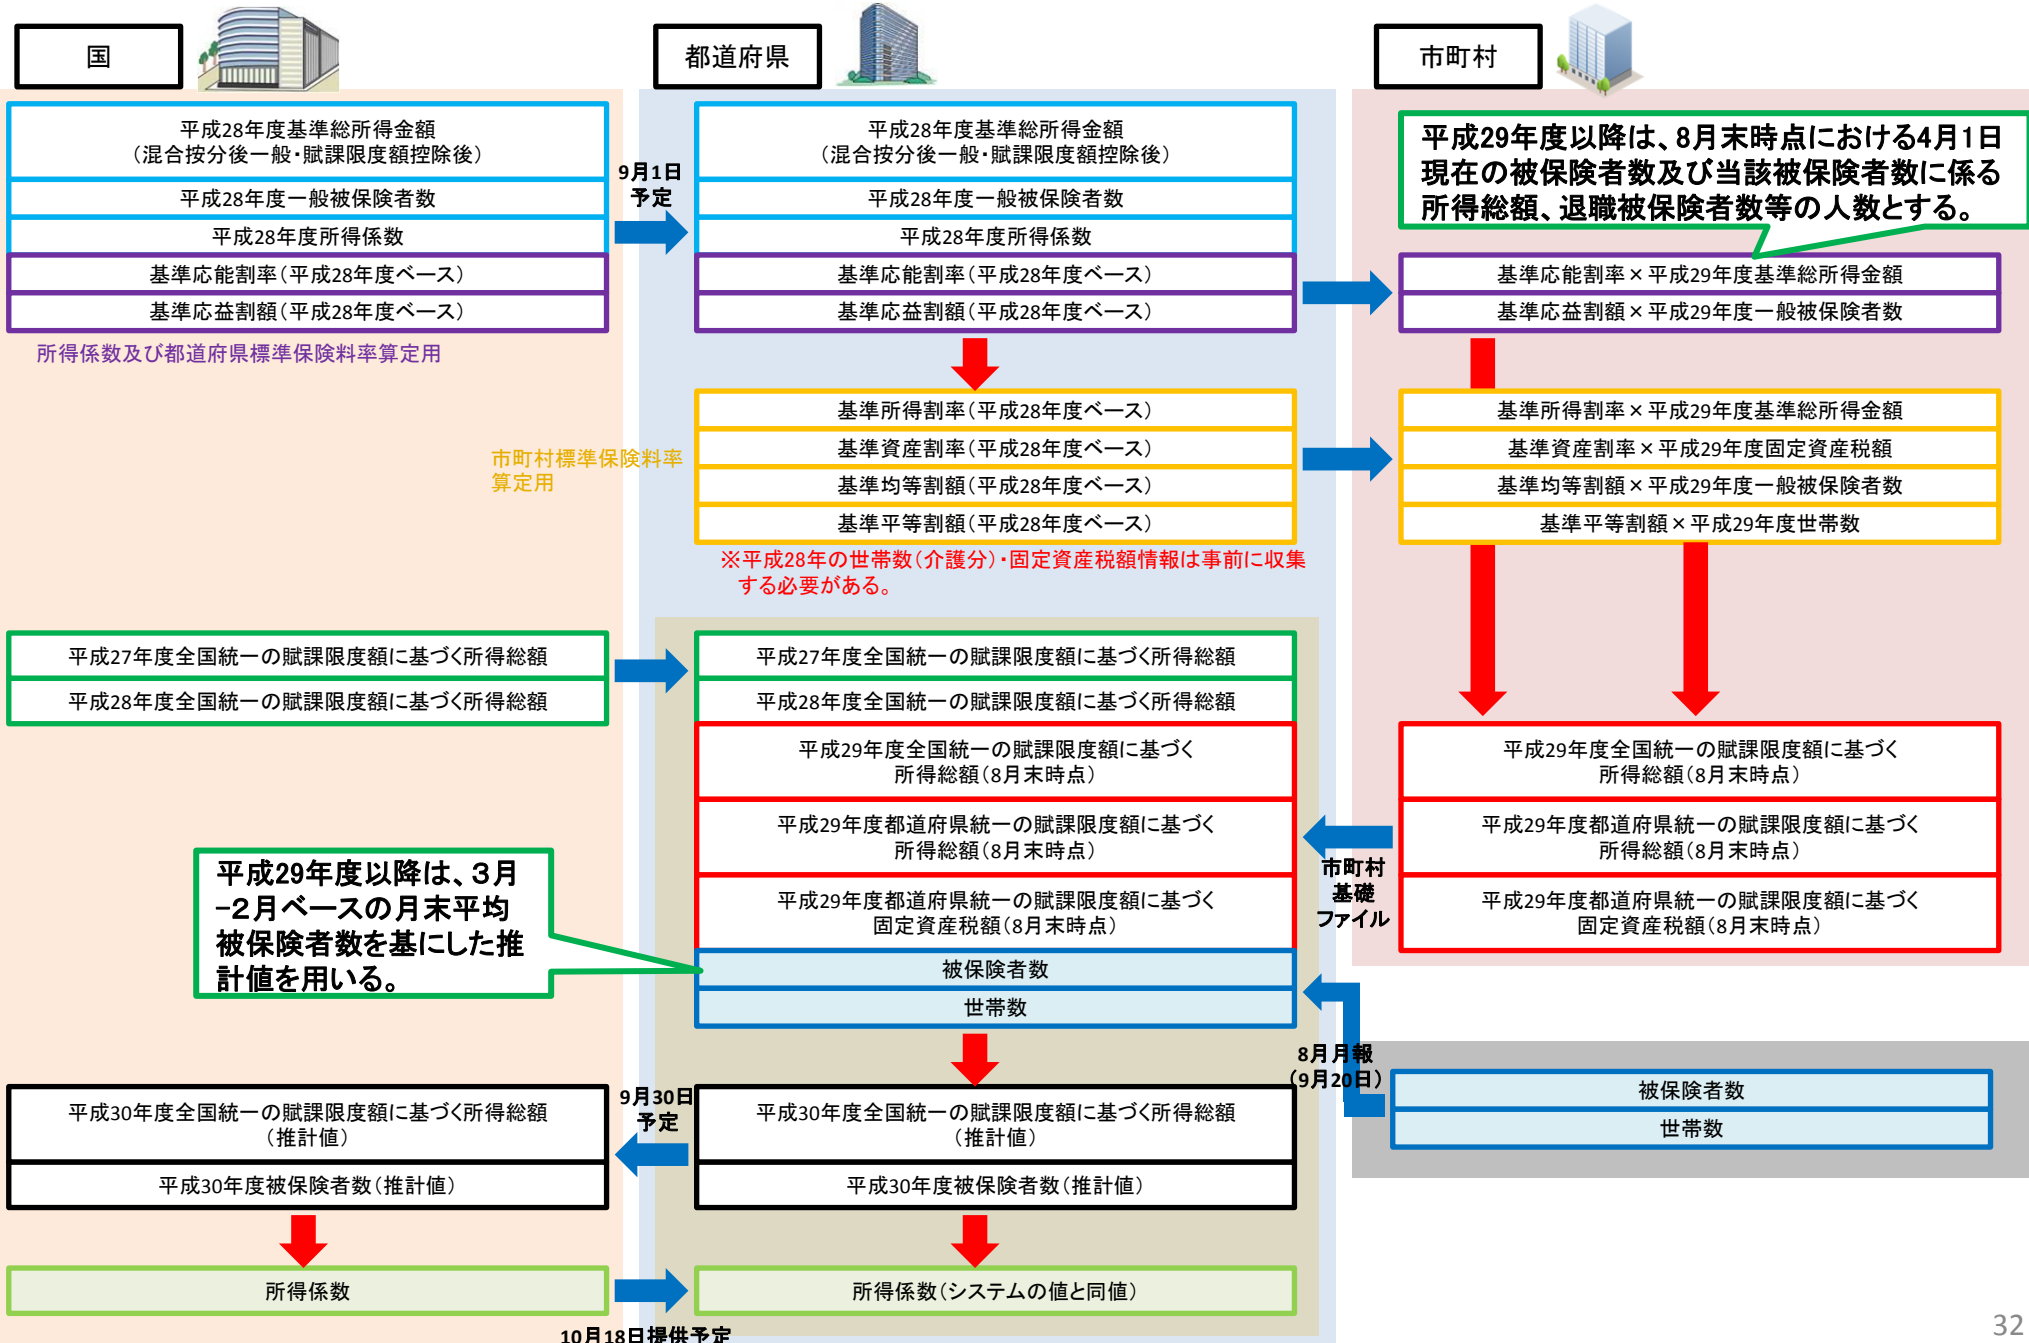 国
都道府県
市町村
平成28年度基準総所得金額
（混合按分後一般・賦課限度額控除後）
平成28年度一般被保険者数
平成28年度所得係数
基準応能割率（平成28年度ベース）
基準応益割額（平成28年度ベース）
所得係数及び都道府県標準保険料率算定用
9月1日
予定
平成28年度基準総所得金額
（混合按分後一般・賦課限度額控除後）
平成28年度一般被保険者数
平成28年度所得係数
基準応能割率（平成28年度ベース）
基準応益割額（平成28年度ベース）
平成29年度以降は、8月末時点における4月1日
現在の被保険者数及び当該被保険者数に係る
所得総額、退職被保険者数等の人数とする。
基準応能割率×平成29年度基準総所得金額
基準応益割額×平成29年度一般被保険者数
市町村標準保険料率
算定用
基準所得割率（平成28年度ベース）
基準資産割率（平成28年度ベース）
基準均等割額（平成28年度ベース）
基準平等割額（平成28年度ベース）
※平成28年の世帯数（介護分）・固定資産税額情報は事前に収集
する必要がある。
基準所得割率×平成29年度基準総所得金額
基準資産割率×平成29年度固定資産税額
基準均等割額×平成29年度一般被保険者数
基準平等割額×平成29年度世帯数
平成27年度全国統一の賦課限度額に基づく所得総額
平成28年度全国統一の賦課限度額に基づく所得総額
平成27年度全国統一の賦課限度額に基づく所得総額
平成28年度全国統一の賦課限度額に基づく所得総額
平成29年度全国統一の賦課限度額に基づく
所得総額（8月末時点）
平成29年度都道府県統一の賦課限度額に基づく
所得総額（8月末時点）
平成29年度都道府県統一の賦課限度額に基づく
固定資産税額（8月末時点）
被保険者数
世帯数
平成29年度全国統一の賦課限度額に基づく
所得総額（8月末時点）
平成29年度都道府県統一の賦課限度額に基づく
所得総額（8月末時点）
平成29年度都道府県統一の賦課限度額に基づく
固定資産税額（8月末時点）
市町村
基礎
ファイル
平成29年度以降は、３月
－２月ベースの月末平均
被保険者数を基にした推
計値を用いる。
8月月報
（9月20日）
被保険者数
世帯数
平成30年度全国統一の賦課限度額に基づく所得総額
（推計値）
平成30年度被保険者数（推計値）
9月30日
予定
平成30年度全国統一の賦課限度額に基づく所得総額
（推計値）
平成30年度被保険者数（推計値）
所得係数
所得係数（システムの値と同値）
10月18日提供予定
32